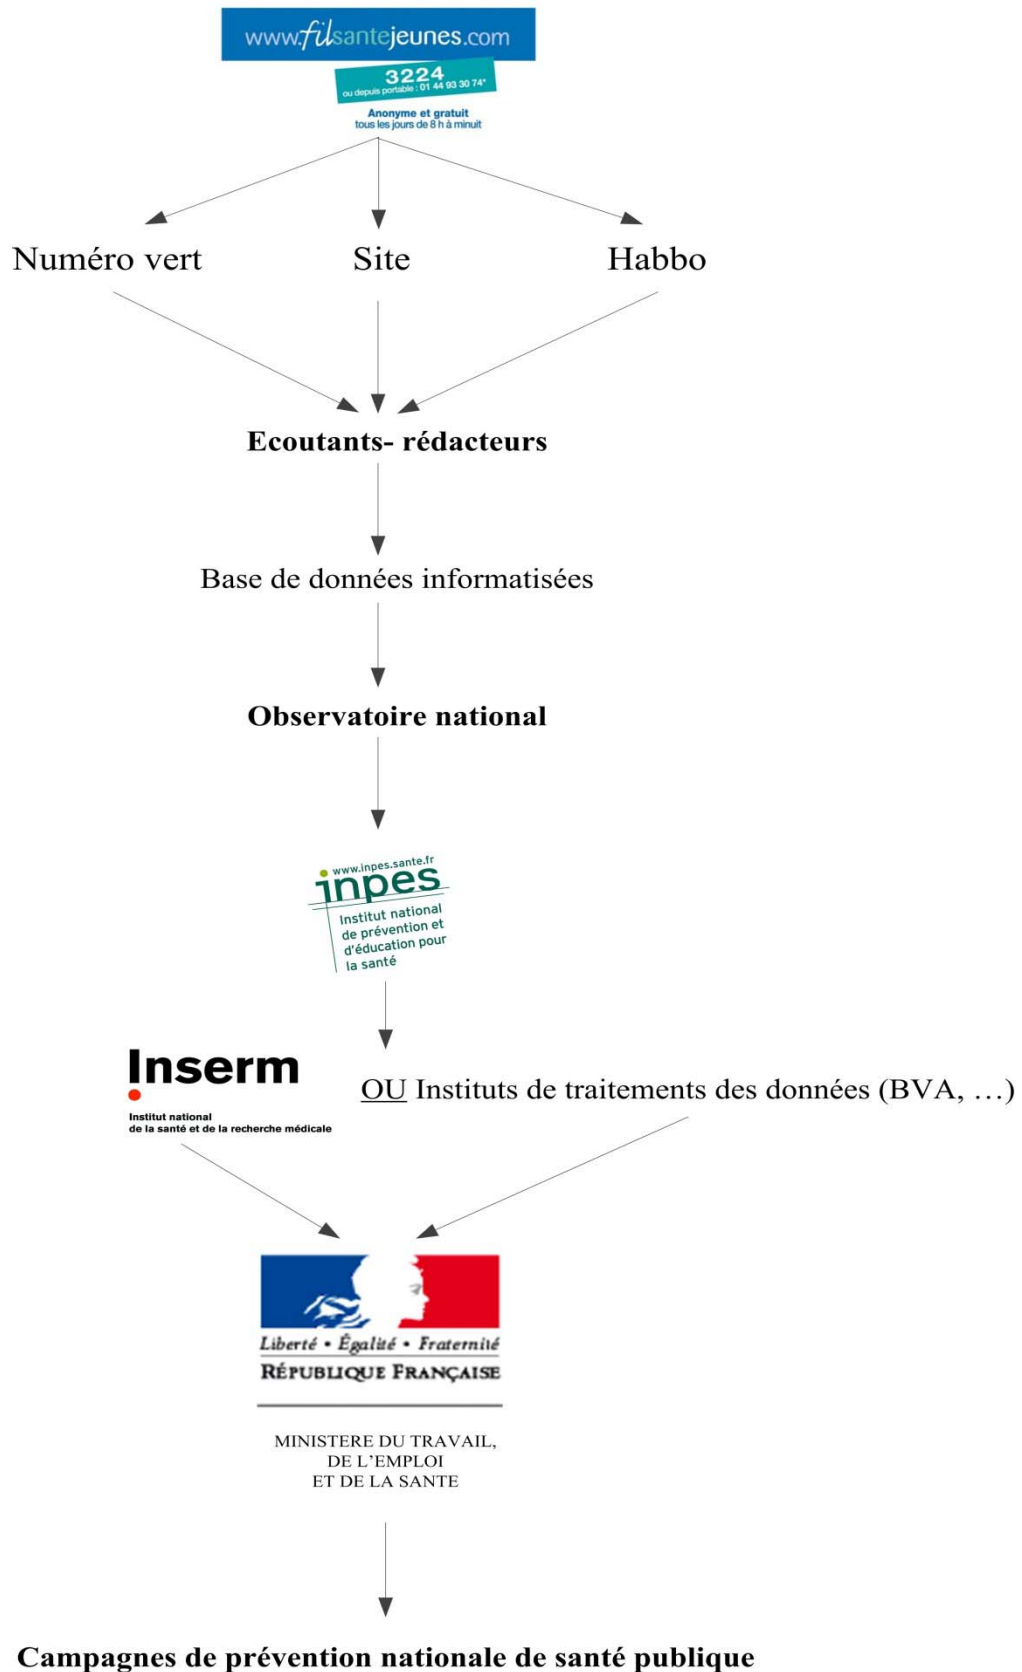 www.filsantejeunes.com
3224
ou depuis portable : 01 44 93 30 74*
Anonyme et gratuit
tous les jours de 8 h à minuit
Numéro vert
Site
Habbo
Ecoutants- rédacteurs
Base de données informatisées
Observatoire national
www.inpes.sante.fr
inpes
Institut national
de prévention et
d'éducation pour
la santé
Inserm
Institut national
de la santé et de la recherche médicale
OU Instituts de traitements des données (BVA, …)
Liberté • Égalité • Fraternité
RÉPUBLIQUE FRANÇAISE
MINISTERE DU TRAVAIL,
DE L'EMPLOI
ET DE LA SANTE
Campagnes de prévention nationale de santé publique